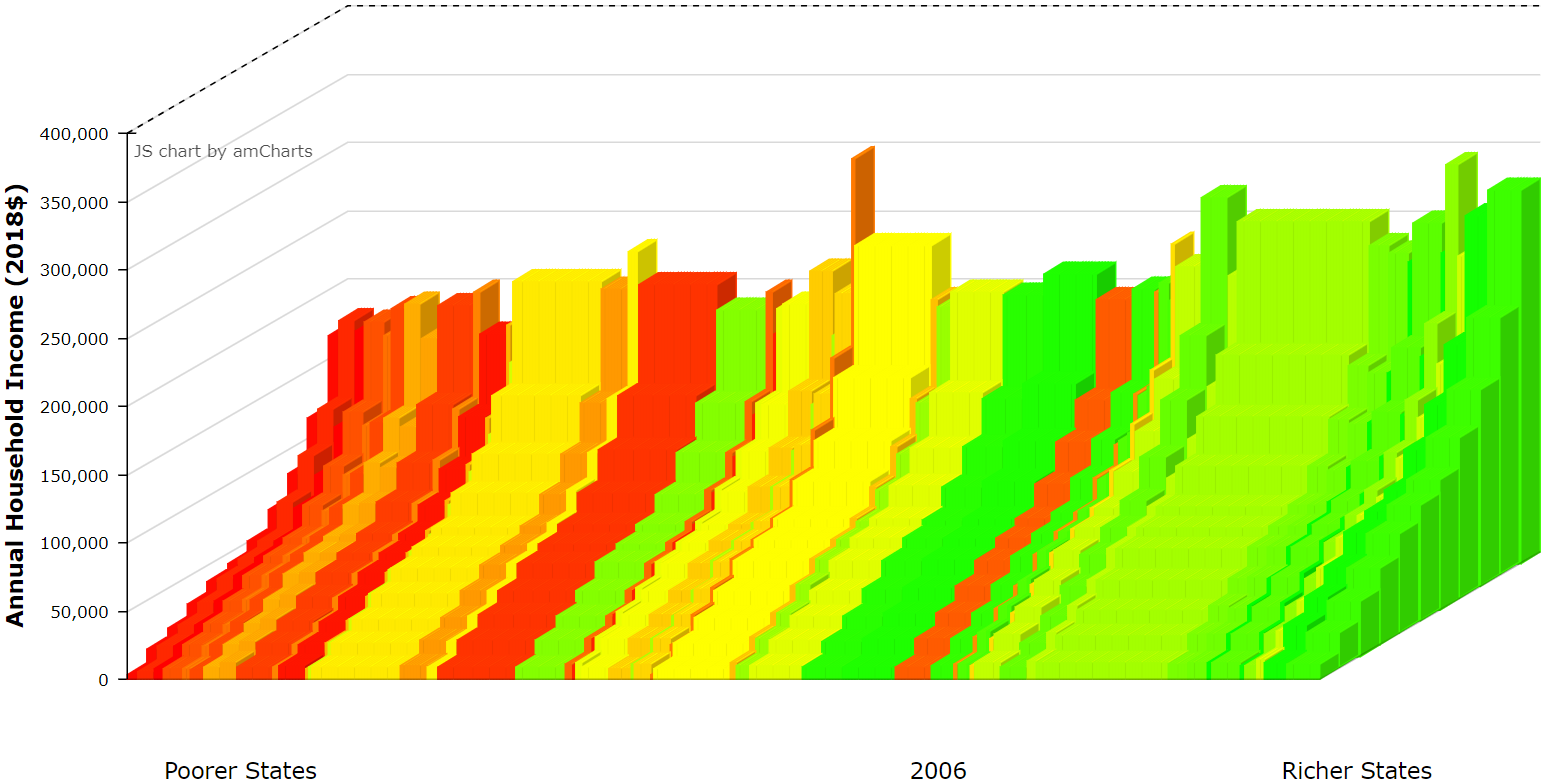 400,000
JS chart by amCharts
350,000
300,000
250,000
200,000
150,000
100,000
50,000
0
Annual Household Income (2018$)
Poorer States
2006
Richer States